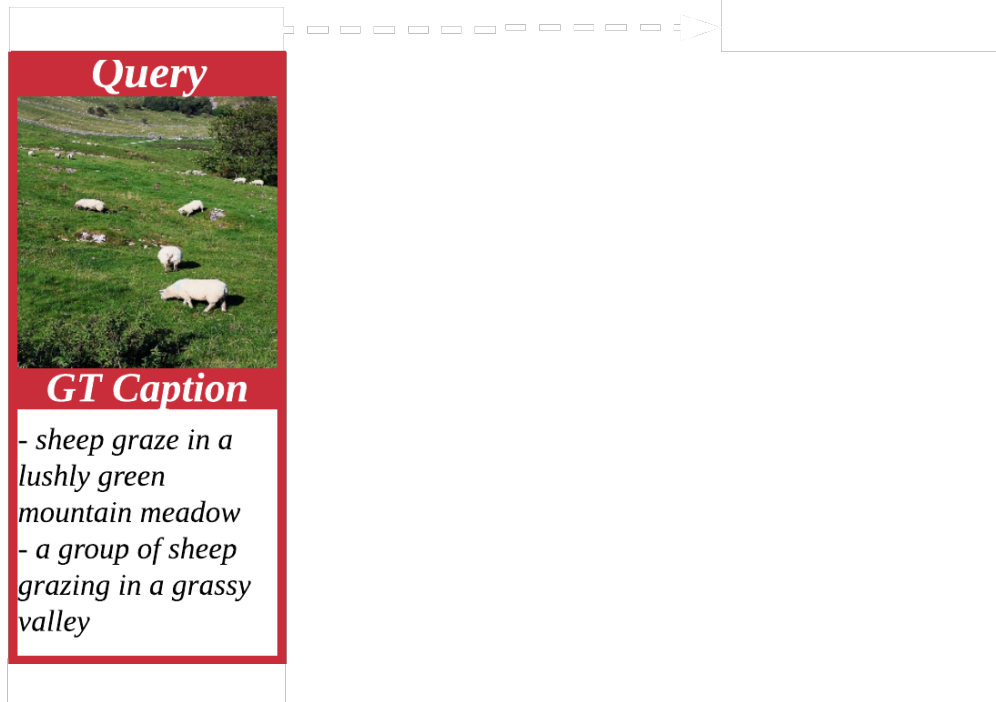 Query
GT Caption
- sheep graze in a
lushly green
mountain meadow
- a group of sheep
grazing in a grassy
valley